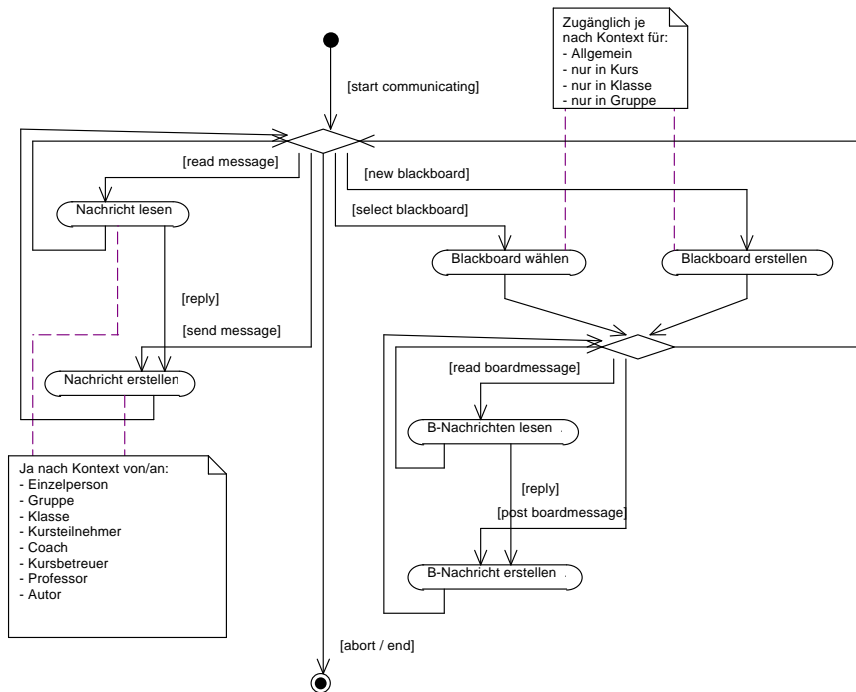 Zugänglich je
nach Kontext für:
- Allgemein
- nur in Kurs
- nur in Klasse
- nur in Gruppe
[start communicating]
[read message]
[new blackboard]
Nachricht lesen
[select blackboard]
Blackboard wählen
Blackboard erstellen
[reply]
[send message]
Nachricht erstellen
[read boardmessage]
B-Nachrichten lesen
Ja nach Kontext von/an:
- Einzelperson
- Gruppe
- Klasse
- Kursteilnehmer
- Coach
- Kursbetreuer
- Professor
- Autor
[reply]
[post boardmessage]
B-Nachricht erstellen
[abort / end]